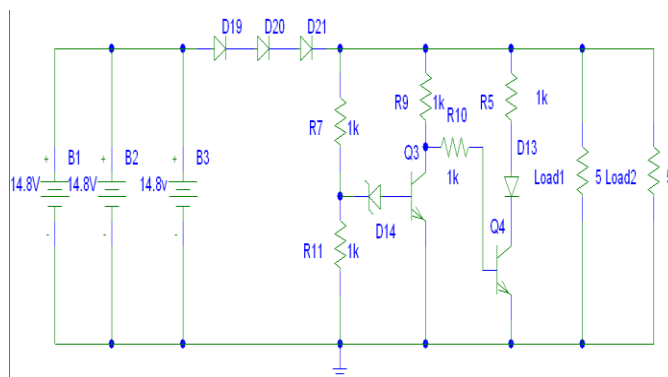 D19 D20 D21
R9 1k R10 R5 1k
R7 1k
Q3 D13
+ B1 + B2 + B3
14.8V 14.8v 14.8v
1k Load1 5 Load2 5
D14
R11 1k Q4
- - -